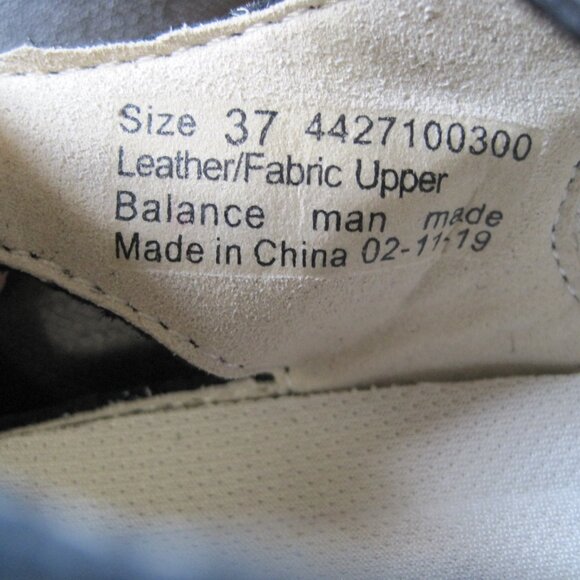 Size 37 4427100300
Leather/Fabric Upper
Balance man made
Made in China 02-11-19